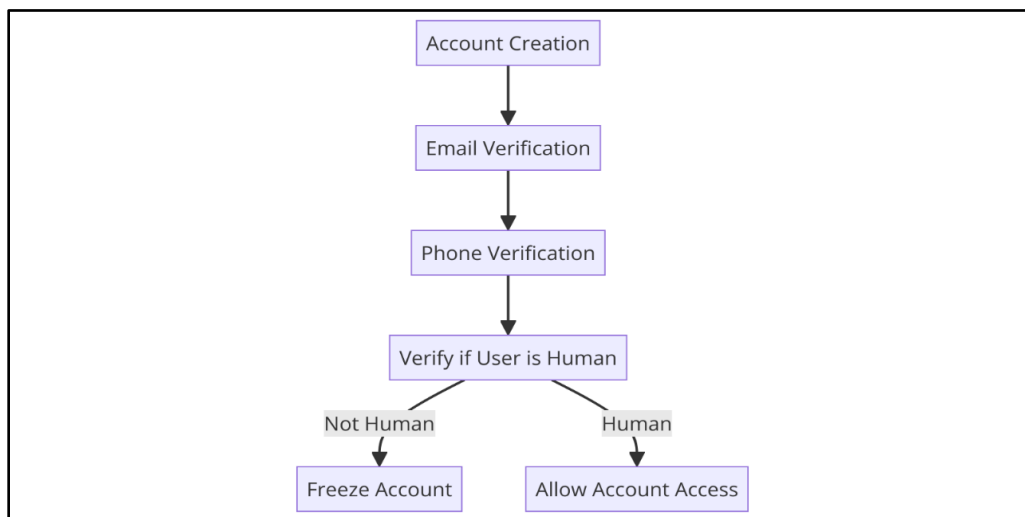 Account Creation
Email Verification
Phone Verification
Verify if User is Human
Not Human
Human
Freeze Account
Allow Account Access